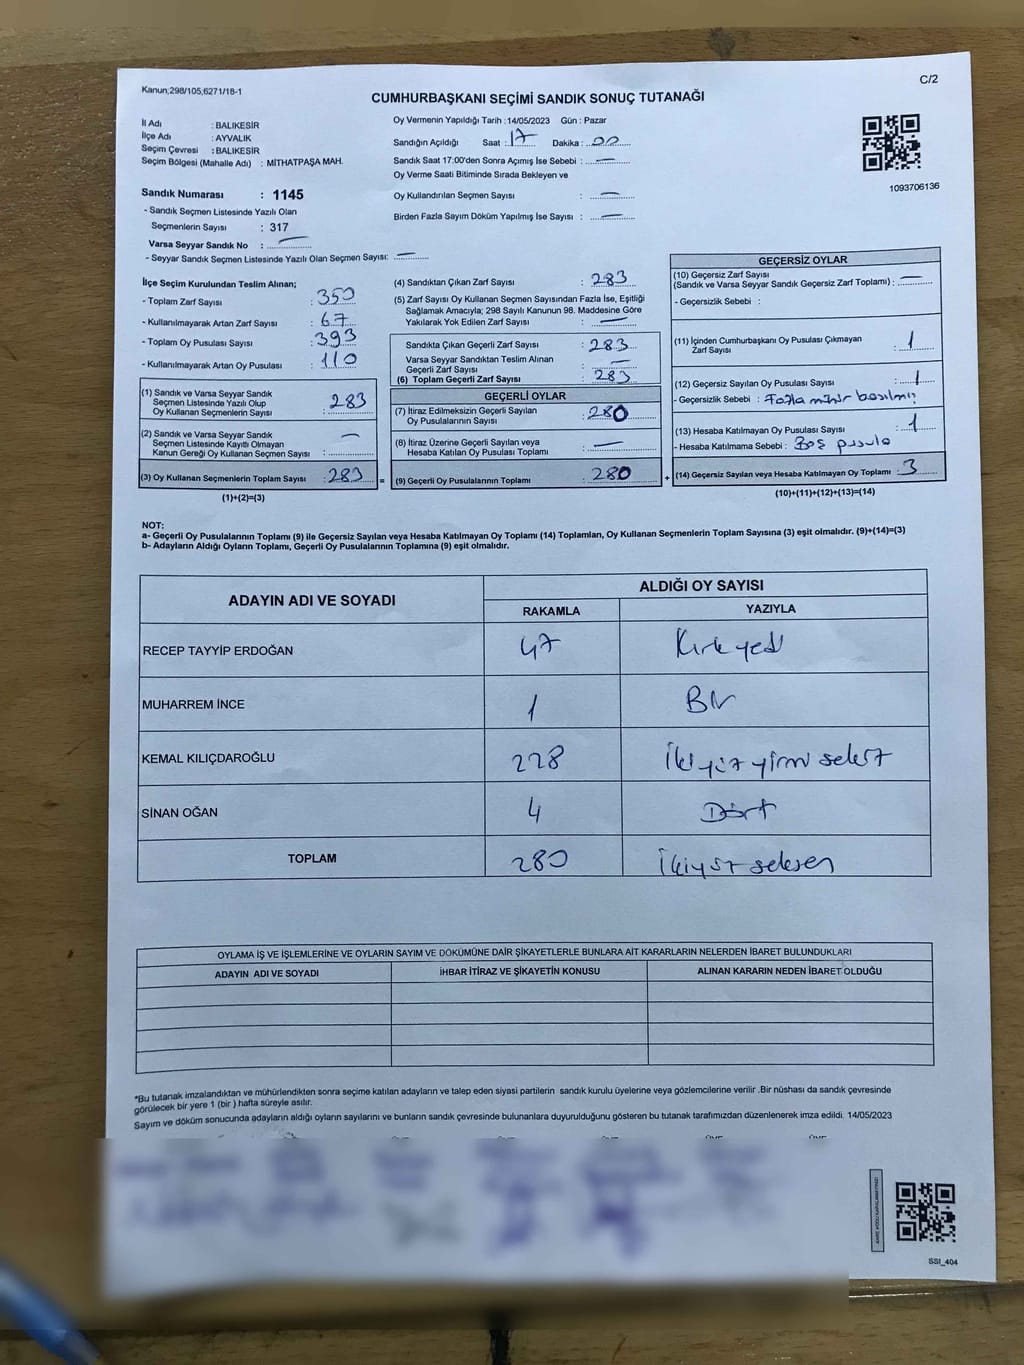 Kanun;298/105,6271/18-1
C/2
CUMHURBAŞKANI SEÇİMİ SANDIK SONUÇ TUTANAĞI
İl Adı : BALIKESİR
İlçe Adı : AYVALIK
Seçim Çevresi : BALIKESİR
Seçim Bölgesi (Mahalle Adı) : MİTHATPAŞA MAH.
Sandık Numarası : 1145
- Sandık Seçmen Listesinde Yazılı Olan
Seçmenlerin Sayısı : 317
Varsa Seyyar Sandık No : —
- Seyyar Sandık Seçmen Listesinde Yazılı Olan Seçmen Sayısı: —
Oy Vermenin Yapıldığı Tarih : 14/05/2023 Gün : Pazar
Sandığın Açıldığı Saat : 17 Dakika : 00
Sandık Saat 17:00'den Sonra Açımış İse Sebebi : —
Oy Verme Saati Bitiminde Sırada Bekleyen ve
Oy Kullandırılan Seçmen Sayısı : —
Birden Fazla Sayım Döküm Yapılmış İse Sayısı : —
1093706136
İlçe Seçim Kurulundan Teslim Alınan;
- Toplam Zarf Sayısı : 350
- Kullanılmayarak Artan Zarf Sayısı : 67
- Toplam Oy Pusulası Sayısı : 393
- Kullanılmayarak Artan Oy Pusulası : 110
(1) Sandık ve Varsa Seyyar Sandık
Seçmen Listesinde Yazılı Olup
Oy Kullanan Seçmenlerin Sayısı : 283
(2) Sandık ve Varsa Seyyar Sandık
Seçmen Listesinde Kayıtlı Olmayan
Kanun Gereği Oy Kullanan Seçmen Sayısı : —
(3) Oy Kullanan Seçmenlerin Toplam Sayısı : 283 =
(1)+(2)=(3)
(4) Sandıktan Çıkan Zarf Sayısı : 283
(5) Zarf Sayısı Oy Kullanan Seçmen Sayısından Fazla İse, Eşitliği
Sağlamak Amacıyla; 298 Sayılı Kanunun 98. Maddesine Göre
Yakılarak Yok Edilen Zarf Sayısı : —
Sandıkta Çıkan Geçerli Zarf Sayısı : 283
Varsa Seyyar Sandıktan Teslim Alınan
Geçerli Zarf Sayısı : —
(6) Toplam Geçerli Zarf Sayısı : 283
GEÇERLİ OYLAR
(7) İtiraz Edilmeksizin Geçerli Sayılan
Oy Pusulalarının Sayısı : 280
(8) İtiraz Üzerine Geçerli Sayılan veya
Hesaba Katılan Oy Pusulası Toplamı : —
(9) Geçerli Oy Pusulalarının Toplamı : 280 +
GEÇERSİZ OYLAR
(10) Geçersiz Zarf Sayısı
(Sandık ve Varsa Seyyar Sandık Geçersiz Zarf Toplamı) : —
- Geçersizlik Sebebi :
(11) İçinden Cumhurbaşkanı Oy Pusulası Çıkmayan
Zarf Sayısı : 1
(12) Geçersiz Sayılan Oy Pusulası Sayısı : 1
- Geçersizlik Sebebi : Fazla mühür basılmış
(13) Hesaba Katılmayan Oy Pusulası Sayısı : 1
- Hesaba Katılmama Sebebi : Boş pusula
(14) Geçersiz Sayılan veya Hesaba Katılmayan Oy Toplamı : 3
(10)+(11)+(12)+(13)=(14)
NOT:
a- Geçerli Oy Pusulalarının Toplamı (9) ile Geçersiz Sayılan veya Hesaba Katılmayan Oy Toplamı (14) Toplamları, Oy Kullanan Seçmenlerin Toplam Sayısına (3) eşit olmalıdır. (9)+(14)=(3)
b- Adayların Aldığı Oyların Toplamı, Geçerli Oy Pusulalarının Toplamına (9) eşit olmalıdır.
ADAYIN ADI VE SOYADI ALDIĞI OY SAYISI
RAKAMLA YAZIYLA
RECEP TAYYİP ERDOĞAN 47 Kırkyedi
MUHARREM İNCE 1 Bir
KEMAL KILIÇDAROĞLU 228 İkiyüz yirmi sekiz
SİNAN OĞAN 4 Dört
TOPLAM 280 İkiyüz seksen
OYLAMA İŞ VE İŞLEMLERİNE VE OYLARIN SAYIM VE DÖKÜMÜNE DAİR ŞİKAYETLERLE BUNLARA AİT KARARLARIN NELERDEN İBARET BULUNDUKLARI
ADAYIN ADI VE SOYADI İHBAR İTİRAZ VE ŞİKAYETİN KONUSU ALINAN KARARIN NEDEN İBARET OLDUĞU
*Bu tutanak imzalandıktan ve mühürlendikten sonra seçime katılan adayların ve talep eden siyasi partilerin sandık kurulu üyelerine veya gözlemcilerine verilir .Bir nüshası da sandık çevresinde
görülecek bir yere 1 (bir ) hafta süreyle asılır.
Sayım ve döküm sonucunda adayların aldığı oyların sayılarını ve bunların sandık çevresinde bulunanlara duyurulduğunu gösteren bu tutanak tarafımızdan düzenlenerek imza edildi. 14/05/2023
SSI_404